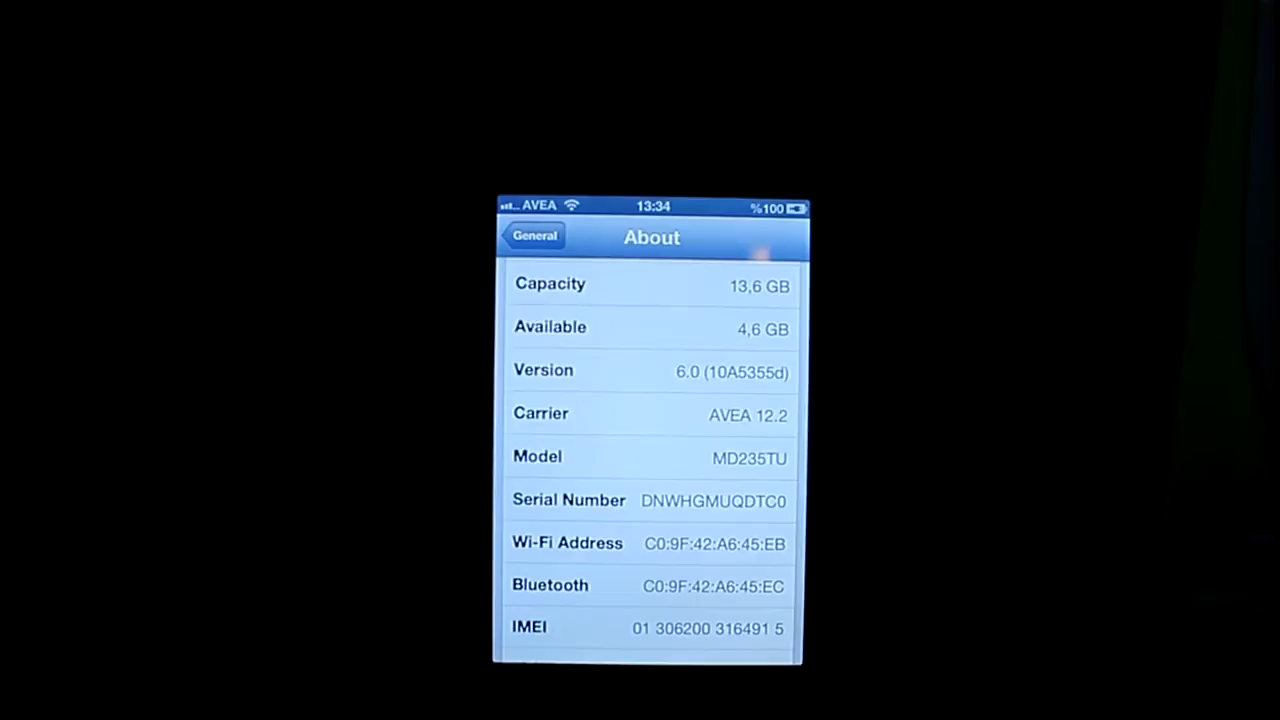 AVEA 13:34 %100
General About
Capacity 13,6 GB
Available 4,6 GB
Version 6.0 (10A5355d)
Carrier AVEA 12.2
Model MD235TU
Serial Number DNWHGMUQDTC0
Wi-Fi Address C0:9F:42:A6:45:EB
Bluetooth C0:9F:42:A6:45:EC
IMEI 01 306200 316491 5